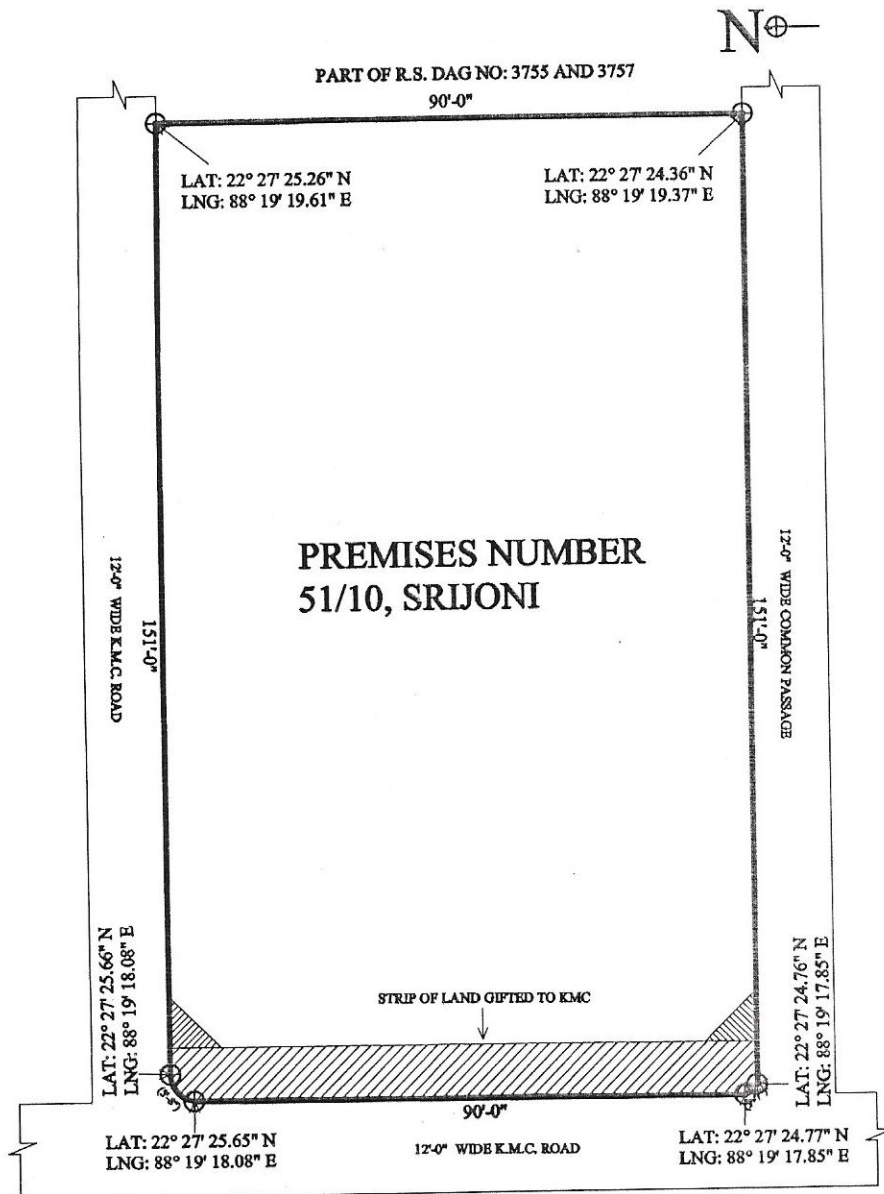 N
PART OF R.S. DAG NO: 3755 AND 3757
90'-0"
LAT: 22° 27' 25.26" N
LNG: 88° 19' 19.61" E
LAT: 22° 27' 24.36" N
LNG: 88° 19' 19.37" E
PREMISES NUMBER
51/10, SRIJONI
12'-0" WIDE K.M.C. ROAD
151'-0"
151'-0"
12'-0" WIDE COMMON PASSAGE
LAT: 22° 27' 25.66" N
LNG: 88° 19' 18.08" E
STRIP OF LAND GIFTED TO KMC
LAT: 22° 27' 24.76" N
LNG: 88° 19' 17.85" E
90'-0"
LAT: 22° 27' 25.65" N
LNG: 88° 19' 18.08" E
12'-0" WIDE K.M.C. ROAD
LAT: 22° 27' 24.77" N
LNG: 88° 19' 17.85" E